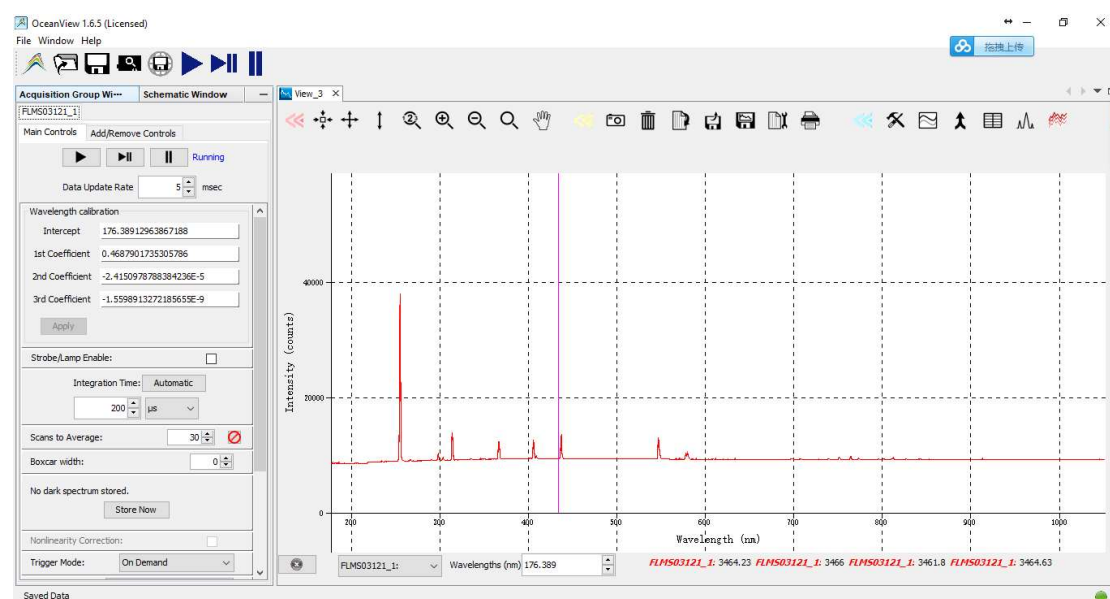 OceanView 1.6.5 (Licensed)
File Window Help
拖拽上传
Acquisition Group Wi··· Schematic Window
View_3
FLMS03121_1
Main Controls Add/Remove Controls
Running
Data Update Rate 5 msec
Wavelength calibration
Intercept 176.38912963867188
1st Coefficient 0.4687901735305786
2nd Coefficient -2.4150978788384236E-5
3rd Coefficient -1.5598913272185655E-9
Apply
Strobe/Lamp Enable:
Integration Time: Automatic
200 µs
Scans to Average: 30
Boxcar width: 0
No dark spectrum stored.
Store Now
Nonlinearity Correction:
Trigger Mode: On Demand
Saved Data
Intensity (counts)
40000
20000
0
200 300 400 500 600 700 800 900 1000
Wavelength (nm)
FLMS03121_1: Wavelengths (nm) 176.389 FLMS03121_1: 3464.23 FLMS03121_1: 3466 FLMS03121_1: 3461.8 FLMS03121_1: 3464.63